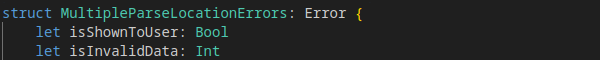 struct MultipleParseLocationErrors: Error {
    let isShownToUser: Bool
    let isInvalidData: Int